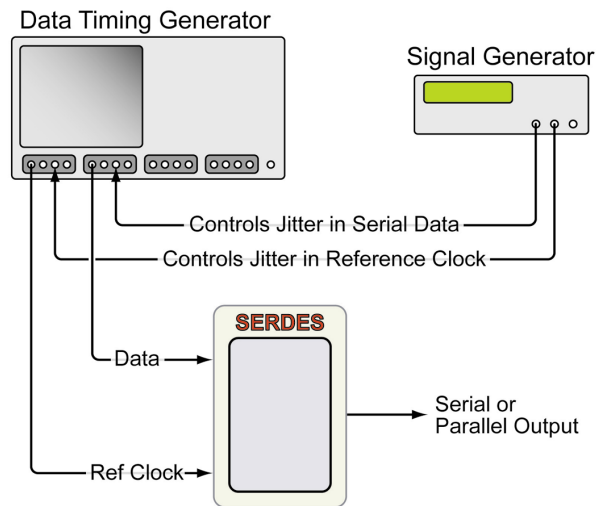 Data Timing Generator
Signal Generator
Controls Jitter in Serial Data
Controls Jitter in Reference Clock
SERDES
Data
Serial or
Parallel Output
Ref Clock